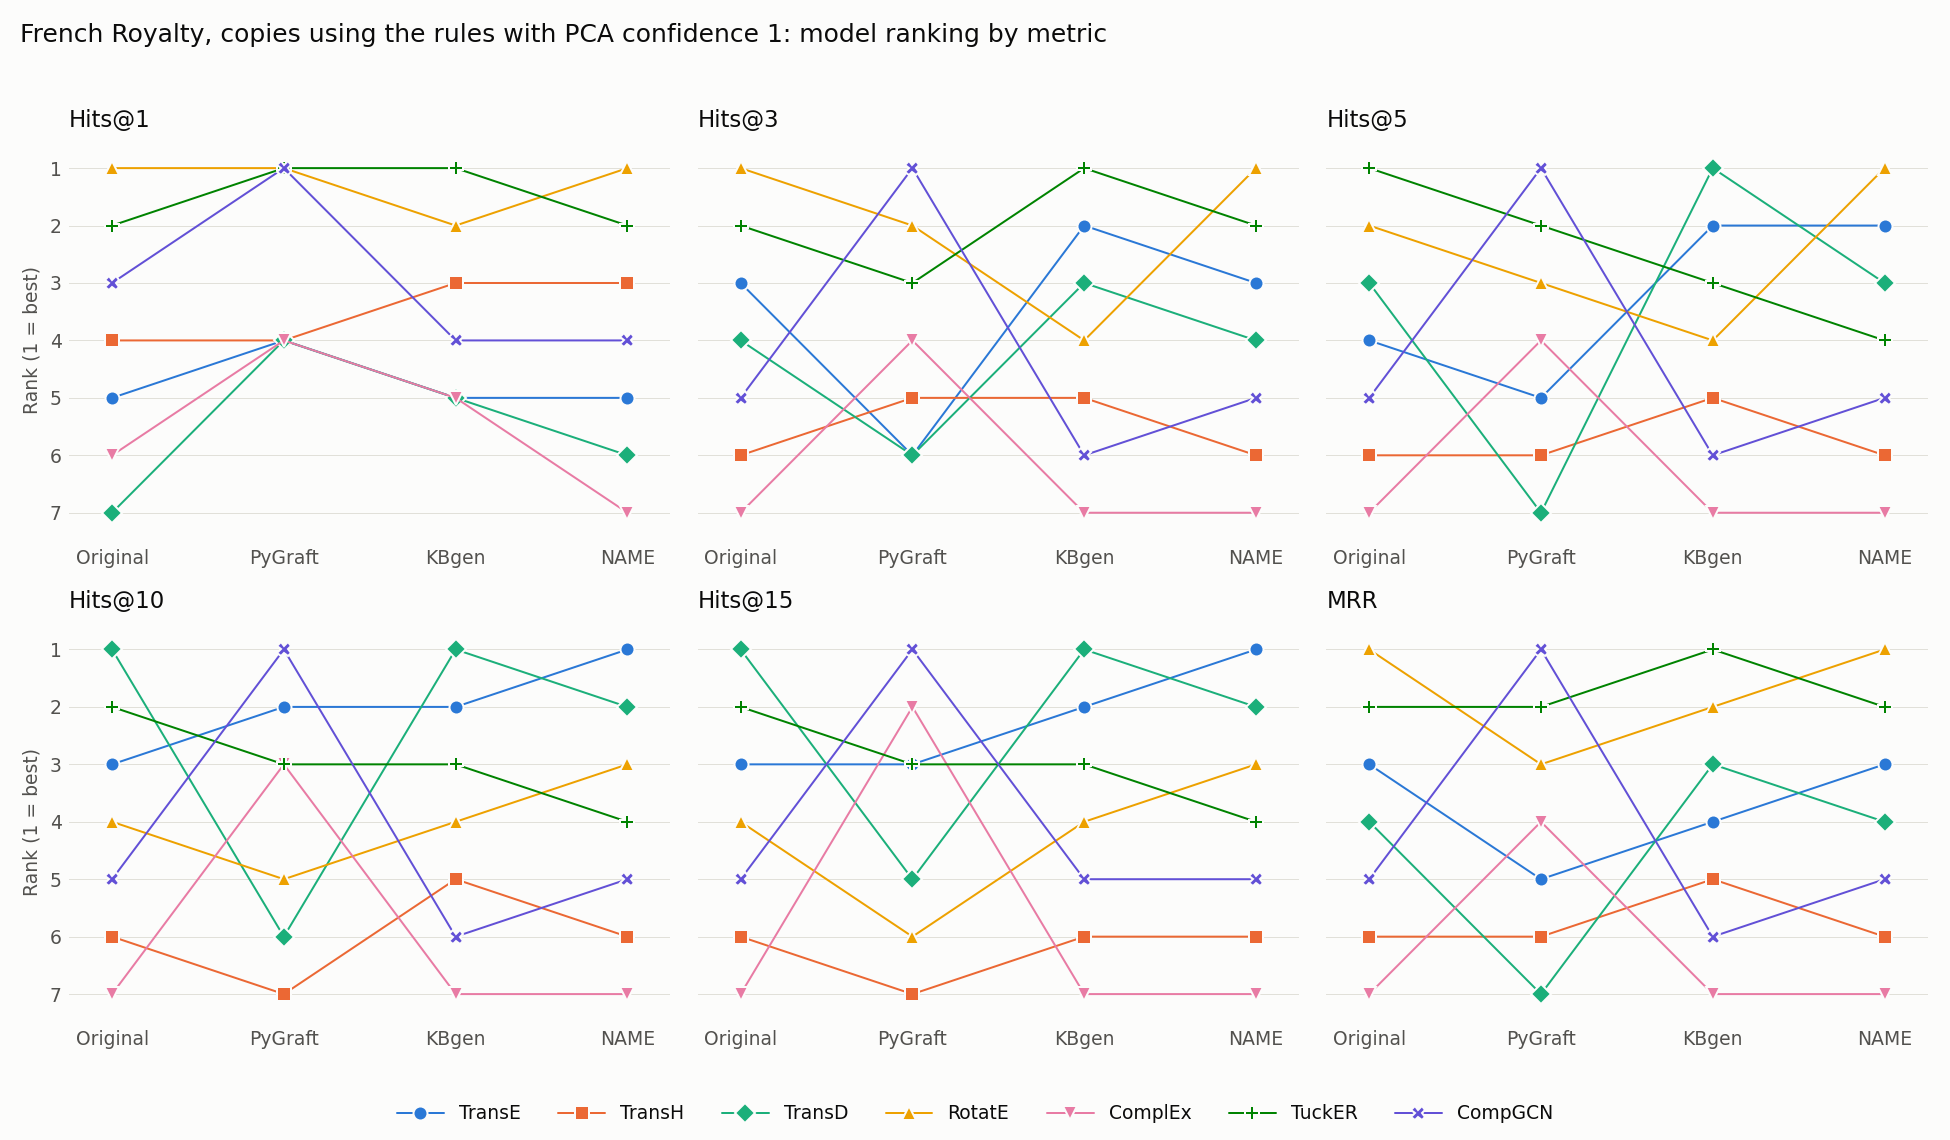 French Royalty, copies using the rules with PCA confidence 1: model ranking by metric
Hits@1
Hits@3
Hits@5
Rank (1 = best)
1
2
3
4
5
6
7
Original PyGraft KBgen NAME
Original PyGraft KBgen NAME
Original PyGraft KBgen NAME
Hits@10
Hits@15
MRR
Rank (1 = best)
1
2
3
4
5
6
7
Original PyGraft KBgen NAME
Original PyGraft KBgen NAME
Original PyGraft KBgen NAME
TransE TransH TransD RotatE ComplEx TuckER CompGCN